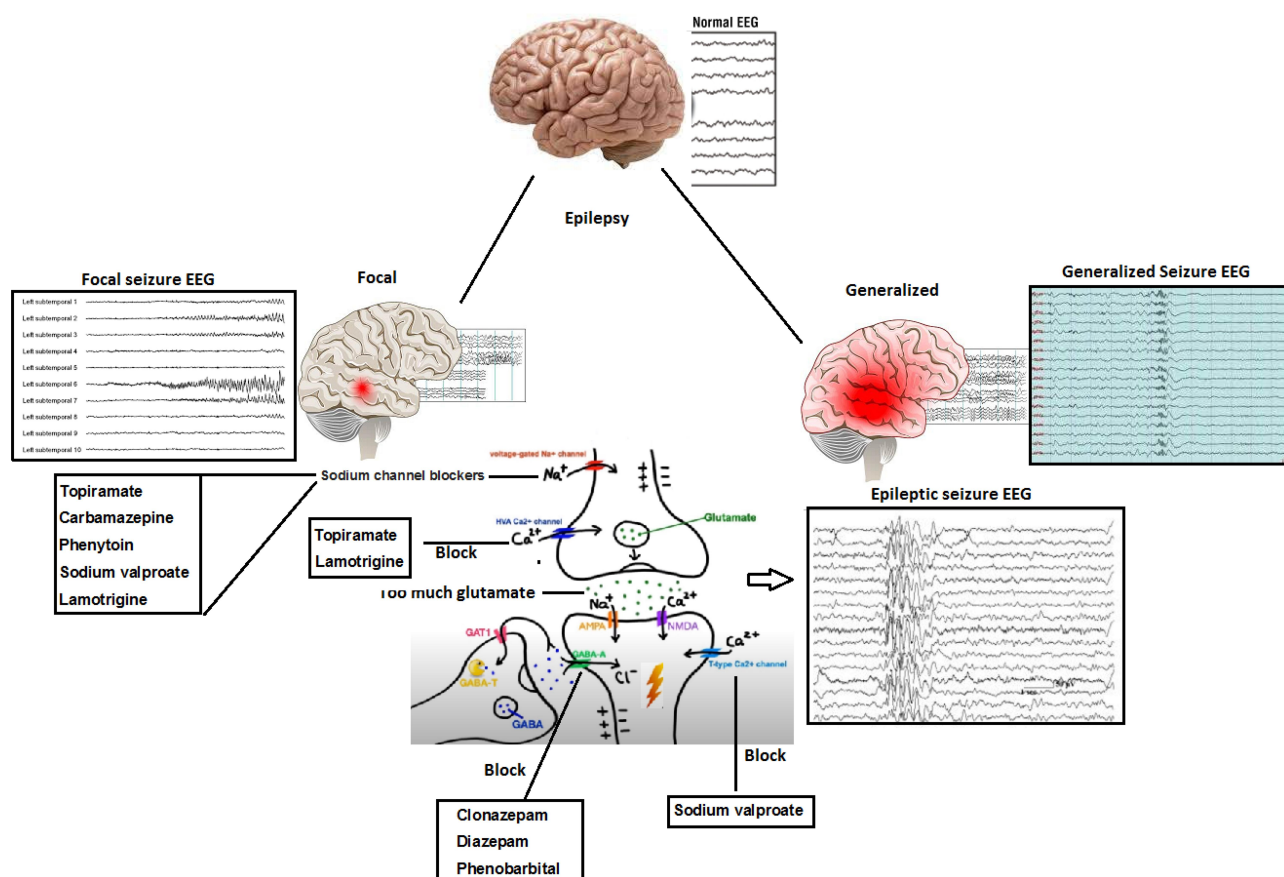 Normal EEG
Epilepsy
Focal seizure EEG
Focal
Generalized
Generalized Seizure EEG
Left subtemporal 1
Left subtemporal 2
Left subtemporal 3
Left subtemporal 4
Left subtemporal 5
Left subtemporal 6
Left subtemporal 7
Left subtemporal 8
Left subtemporal 9
Left subtemporal 10
voltage-gated Na+ channel
Sodium channel blockers
Na+
+ −
+ −
+ −
Topiramate
Carbamazepine
Phenytoin
Sodium valproate
Lamotrigine
Epileptic seizure EEG
HVA Ca2+ channel
Ca2+
Glutamate
Topiramate
Lamotrigine
Block
Too much glutamate
Na+
Ca2+
AMPA
NMDA
GAT1
Ca2+
GABA-A
T4ype Ca2+ channel
GABA-T
Cl−
GABA
+ −
+ −
+ −
Block
Block
Clonazepam
Diazepam
Phenobarbital
Sodium valproate